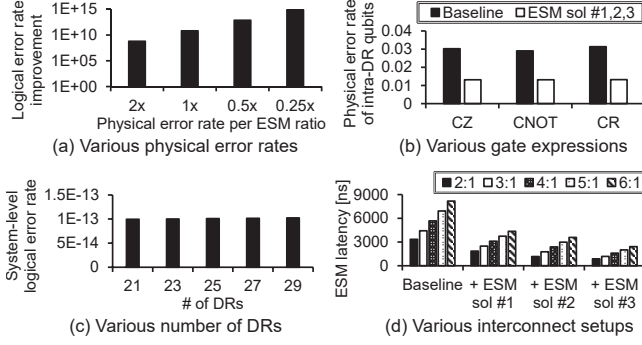 Logical error rate improvement
1E+15
1E+10
1E+05
1E+00
2x 1x 0.5x 0.25x
Physical error rate per ESM ratio
(a) Various physical error rates
Baseline ESM sol #1,2,3
Physical error rate of intra-DR qubits
0.04
0.03
0.02
0.01
0.00
CZ CNOT CR
(b) Various gate expressions
System-level logical error rate
1.5E-13
1E-13
5E-14
0
21 23 25 27 29
# of DRs
(c) Various number of DRs
2:1 3:1 4:1 5:1 6:1
ESM latency [ns]
9000
6000
3000
0
Baseline + ESM sol #1 + ESM sol #2 + ESM sol #3
(d) Various interconnect setups